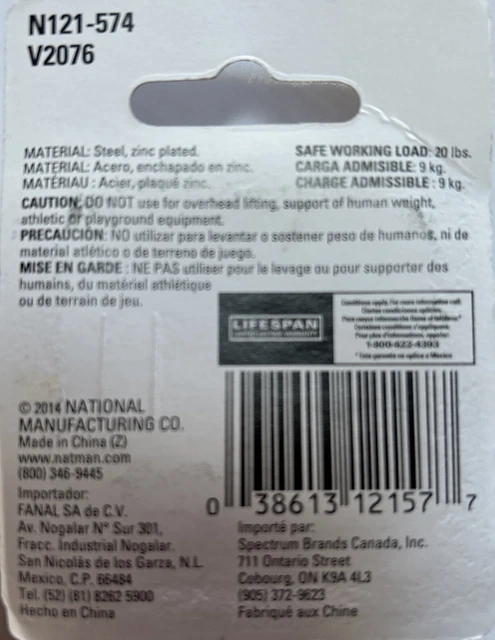 N121-574
V2076
MATERIAL: Steel, zinc plated.
MATERIAL: Acero, enchapado en zinc.
MATÉRIAU : Acier, plaqué zinc.
SAFE WORKING LOAD: 20 lbs.
CARGA ADMISIBLE: 9 kg.
CHARGE ADMISSIBLE : 9 kg.
CAUTION: DO NOT use for overhead lifting, support of human weight,
athletic or playground equipment.
PRECAUCIÓN: NO utilizar para levantar o sostener peso de humanos, ni de
material atlético o de terreno de juego.
MISE EN GARDE : NE PAS utiliser pour le levage ou pour supporter des
humains, du matériel athlétique
ou de terrain de jeu.
LIFESPAN
Conditions apply. For more information call:
1-800-622-4393
© 2014 NATIONAL
MANUFACTURING CO.
Made in China (Z)
www.natman.com
(800) 346-9445
Importador:
FANAL SA de C.V.
Av. Nogalar N° Sur 301,
Fracc. Industrial Nogalar.
San Nicolás de los Garza, N.L.
Mexico, C.P. 66484
Tel. (52) (81) 8262 5900
Hecho en China
0 38613 12157 7
Importé par:
Spectrum Brands Canada, Inc.
711 Ontario Street
Cobourg, ON K9A 4L3
(905) 372-9623
Fabriqué aux Chine